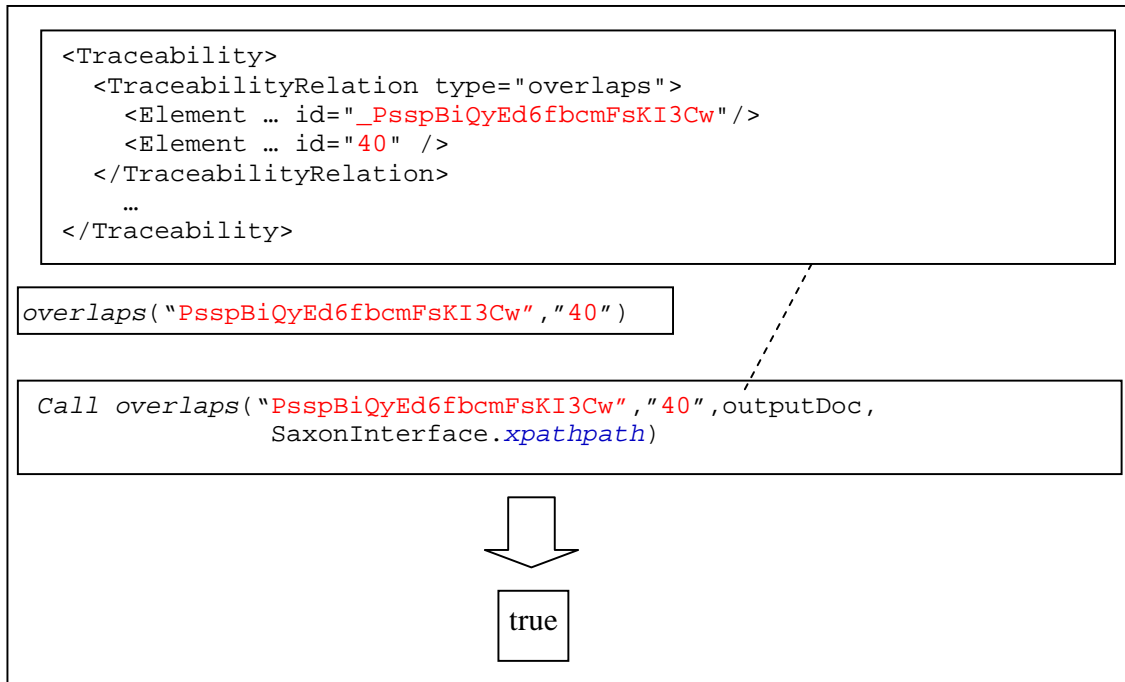 <Traceability>
<TraceabilityRelation type="overlaps">
<Element … id="_PsspBiQyEd6fbcmFsKI3Cw"/>
<Element … id="40" />
</TraceabilityRelation>
…
</Traceability>
overlaps(“PsspBiQyEd6fbcmFsKI3Cw”,”40”)
Call overlaps(“PsspBiQyEd6fbcmFsKI3Cw”,”40”,outputDoc,
SaxonInterface.xpathpath)
true